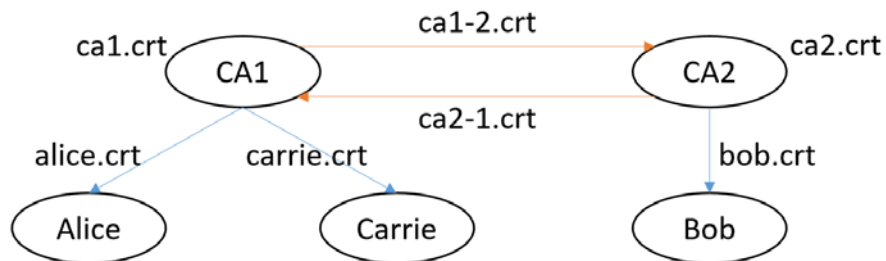 ca1-2.crt
ca1.crt
CA1
CA2
ca2.crt
ca2-1.crt
alice.crt
carrie.crt
bob.crt
Alice
Carrie
Bob